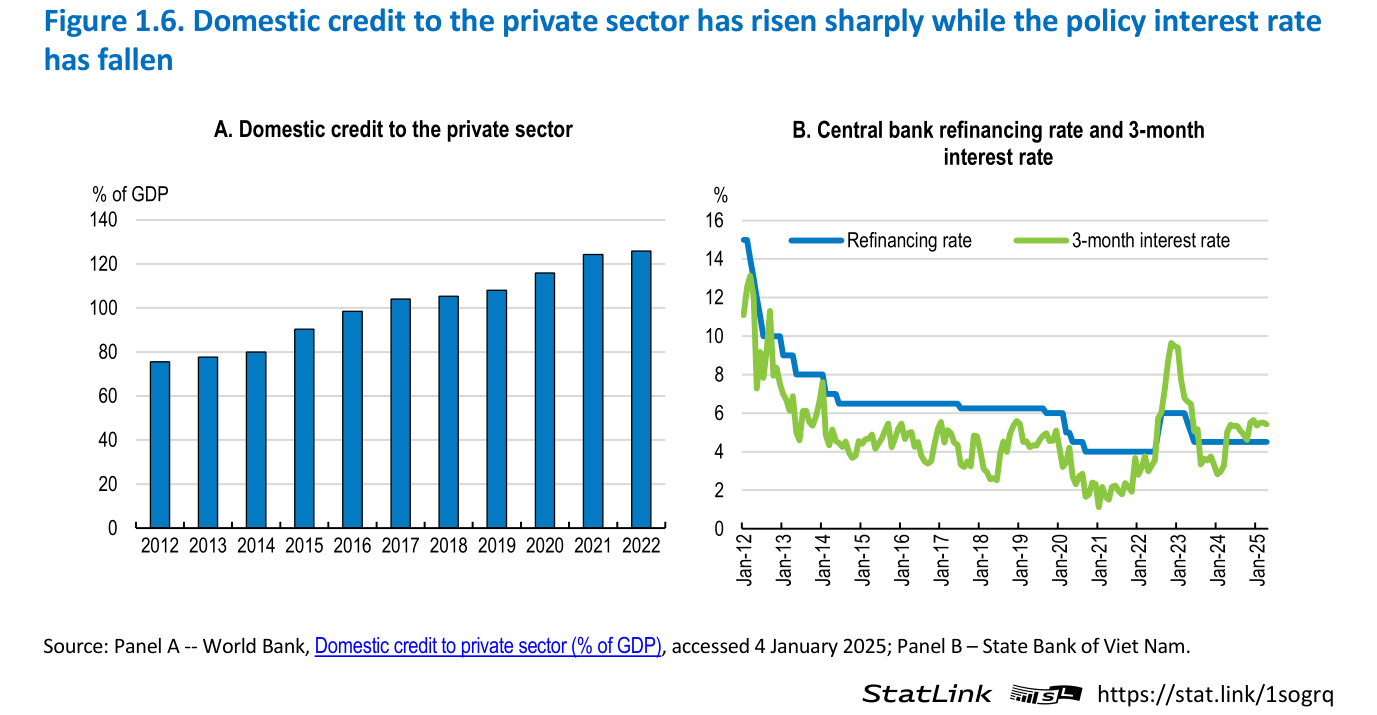 Figure 1.6. Domestic credit to the private sector has risen sharply while the policy interest rate
has fallen
A. Domestic credit to the private sector
% of GDP
140
120
100
80
60
40
20
0
2012 2013 2014 2015 2016 2017 2018 2019 2020 2021 2022
B. Central bank refinancing rate and 3-month
interest rate
%
16
14
12
10
8
6
4
2
0
Refinancing rate 3-month interest rate
Jan-12 Jan-13 Jan-14 Jan-15 Jan-16 Jan-17 Jan-18 Jan-19 Jan-20 Jan-21 Jan-22 Jan-23 Jan-24 Jan-25
Source: Panel A -- World Bank, Domestic credit to private sector (% of GDP), accessed 4 January 2025; Panel B – State Bank of Viet Nam.
StatLink https://stat.link/1sogrq